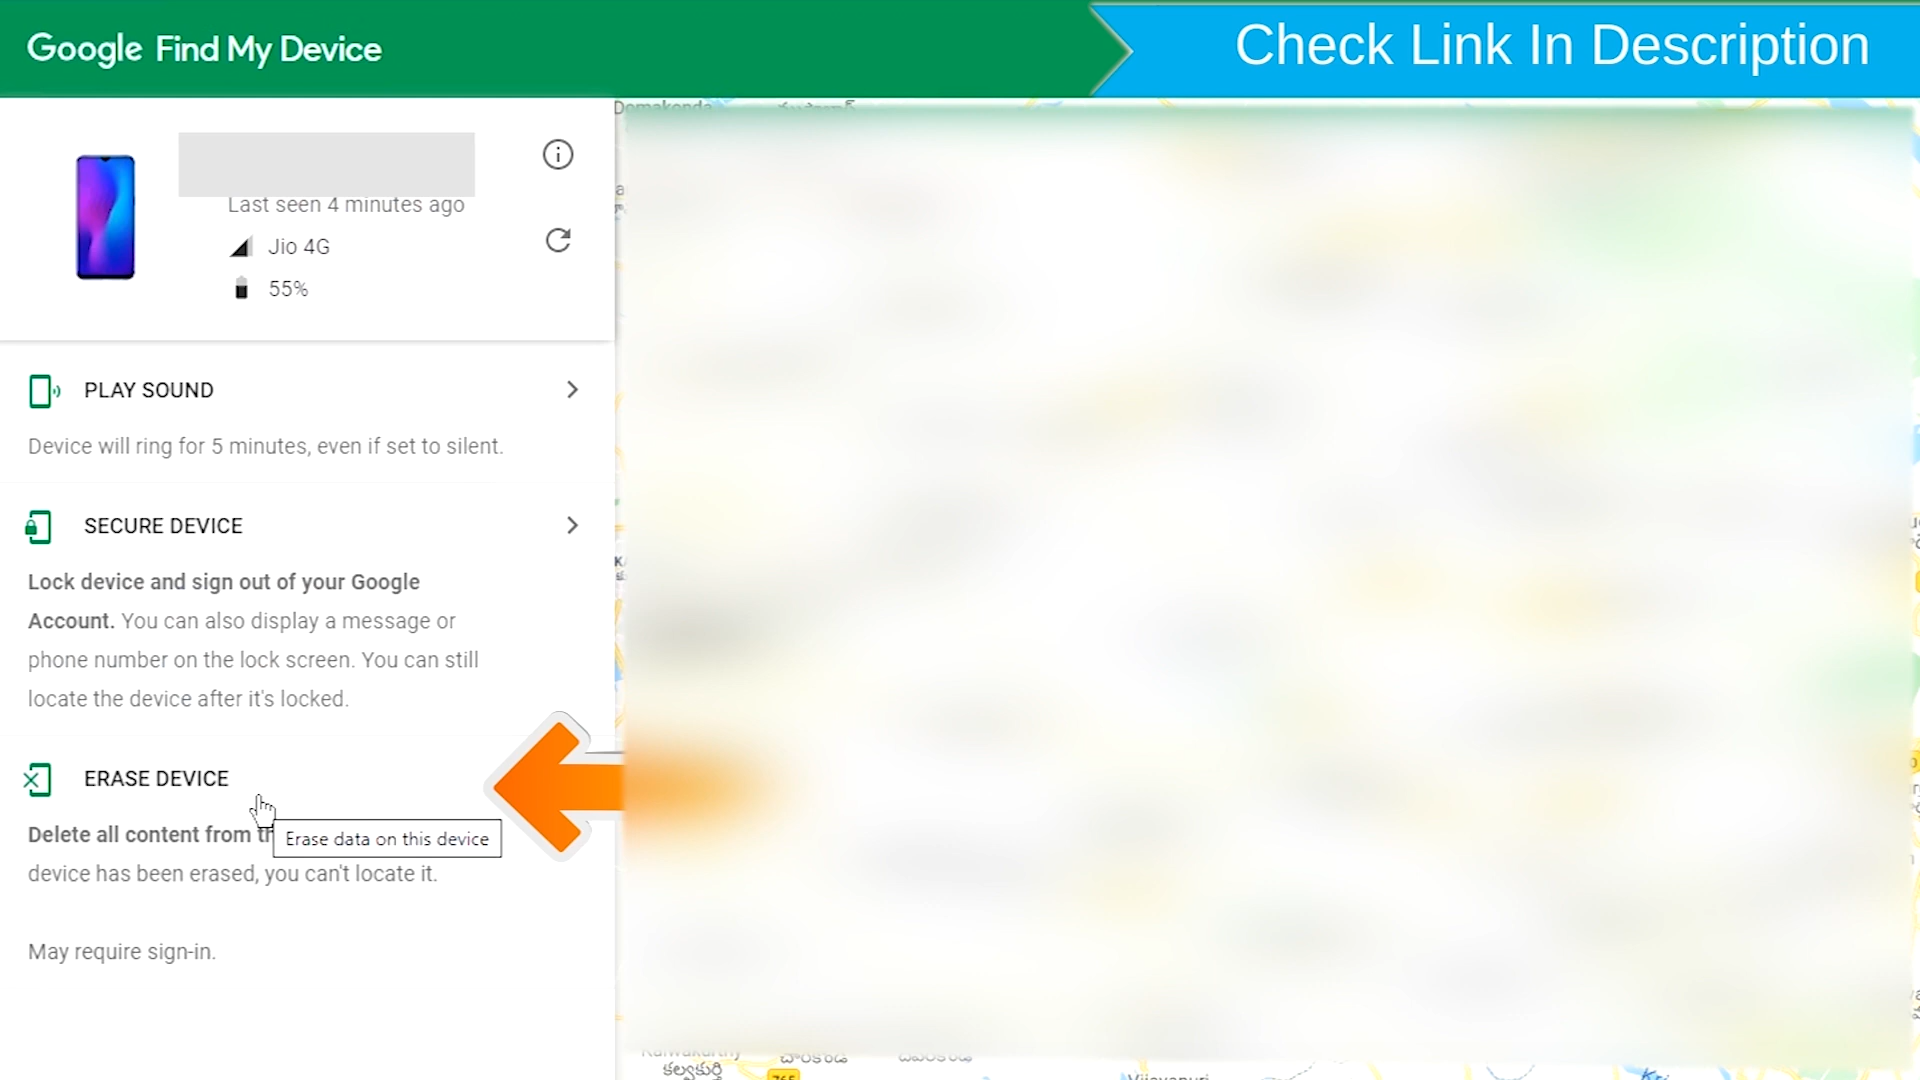 Google Find My Device
Check Link In Description
Domakonda
Last seen 4 minutes ago
Jio 4G
55%
PLAY SOUND
Device will ring for 5 minutes, even if set to silent.
SECURE DEVICE
Lock device and sign out of your Google
Account. You can also display a message or
phone number on the lock screen. You can still
locate the device after it's locked.
ERASE DEVICE
Delete all content from
Erase data on this device
device has been erased, you can't locate it.
May require sign-in.
కల్వకుర్తి
765